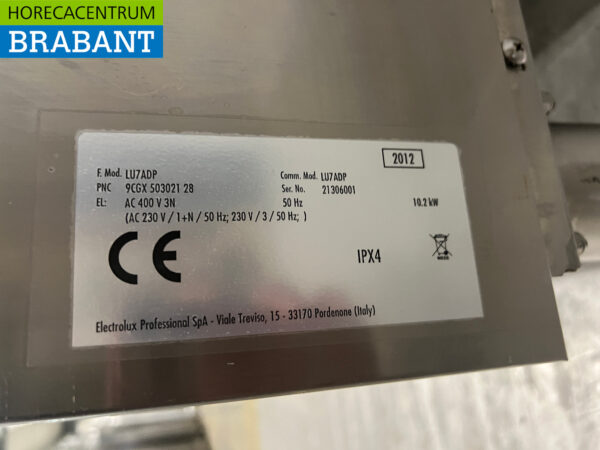 HORECACENTRUM
BRABANT
2012
F. Mod. LU7ADP Comm. Mod. LU7ADP
PNC 9CGX 503021 28 Ser. No. 21306001
EL: AC 400 V 3N 50 Hz 10.2 kW
(AC 230 V / 1+N / 50 Hz; 230 V / 3 / 50 Hz; )
CE IPX4
Electrolux Professional SpA - Viale Treviso, 15 - 33170 Pordenone (Italy)